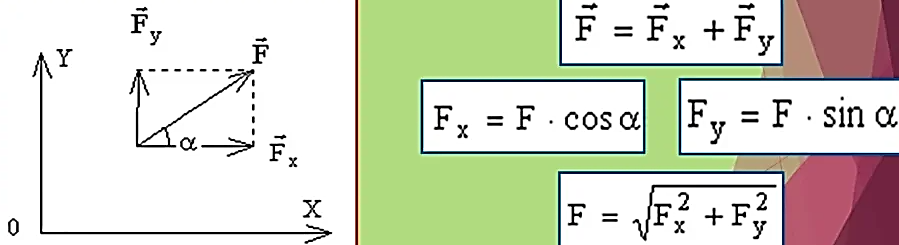 F⃗y
Y
F⃗
α
F⃗x
X
0
F⃗ = F⃗x + F⃗y
Fx = F · cos α
Fy = F · sin α
F = √(Fx² + Fy²)